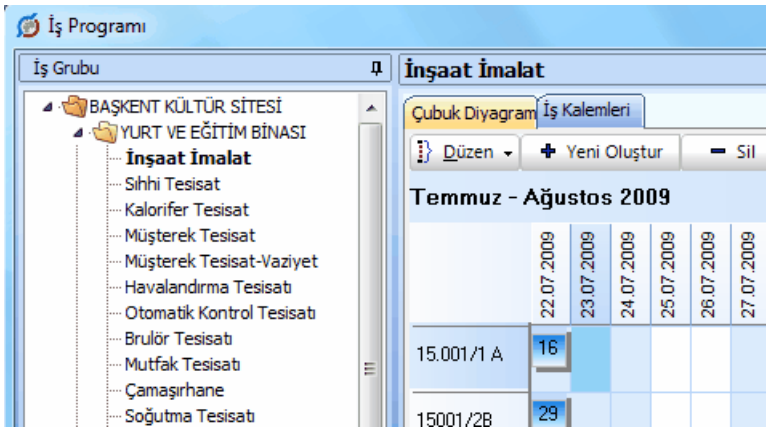 İş Programı
İş Grubu
BAŞKENT KÜLTÜR SİTESİ
YURT VE EĞİTİM BİNASI
İnşaat İmalat
Sıhhi Tesisat
Kalorifer Tesisat
Müşterek Tesisat
Müşterek Tesisat-Vaziyet
Havalandırma Tesisatı
Otomatik Kontrol Tesisatı
Brulör Tesisatı
Mutfak Tesisatı
Çamaşırhane
Soğutma Tesisatı
İnşaat İmalat
Çubuk Diyagram İş Kalemleri
Düzen Yeni Oluştur Sil
Temmuz - Ağustos 2009
22.07.2009 23.07.2009 24.07.2009 25.07.2009 26.07.2009 27.07.2009
15.001/1 A 16
15001/2B 29